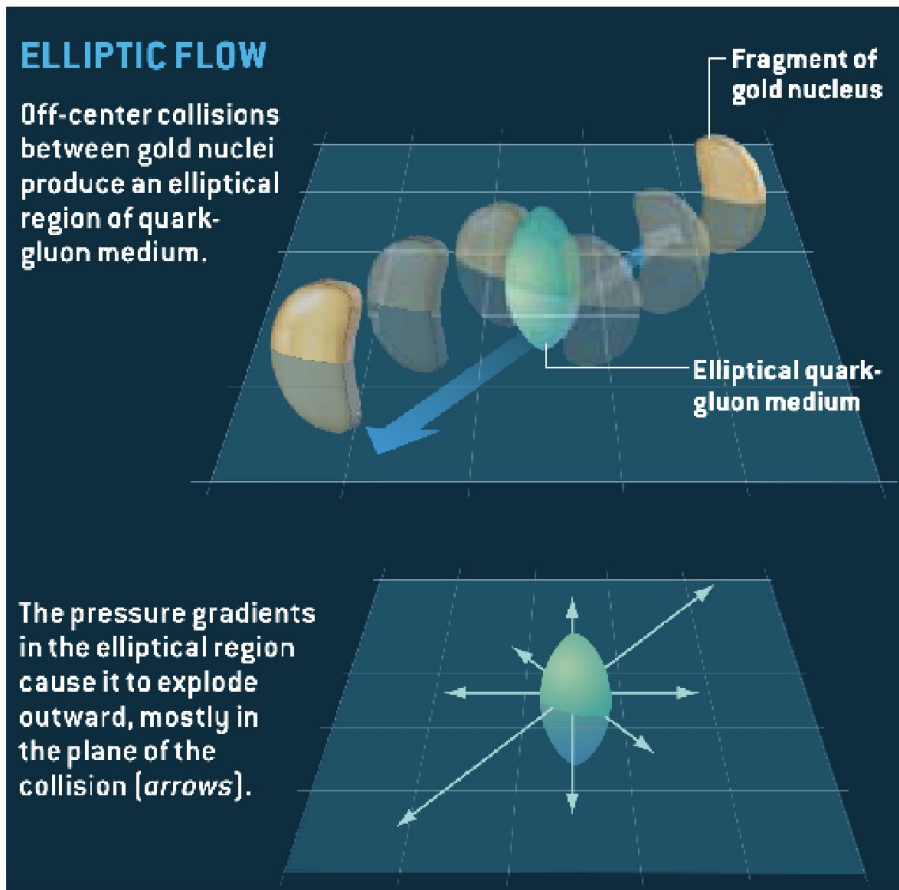 ELLIPTIC FLOW
Off-center collisions
between gold nuclei
produce an elliptical
region of quark-
gluon medium.
Fragment of
gold nucleus
Elliptical quark-
gluon medium
The pressure gradients
in the elliptical region
cause it to explode
outward, mostly in
the plane of the
collision (arrows).